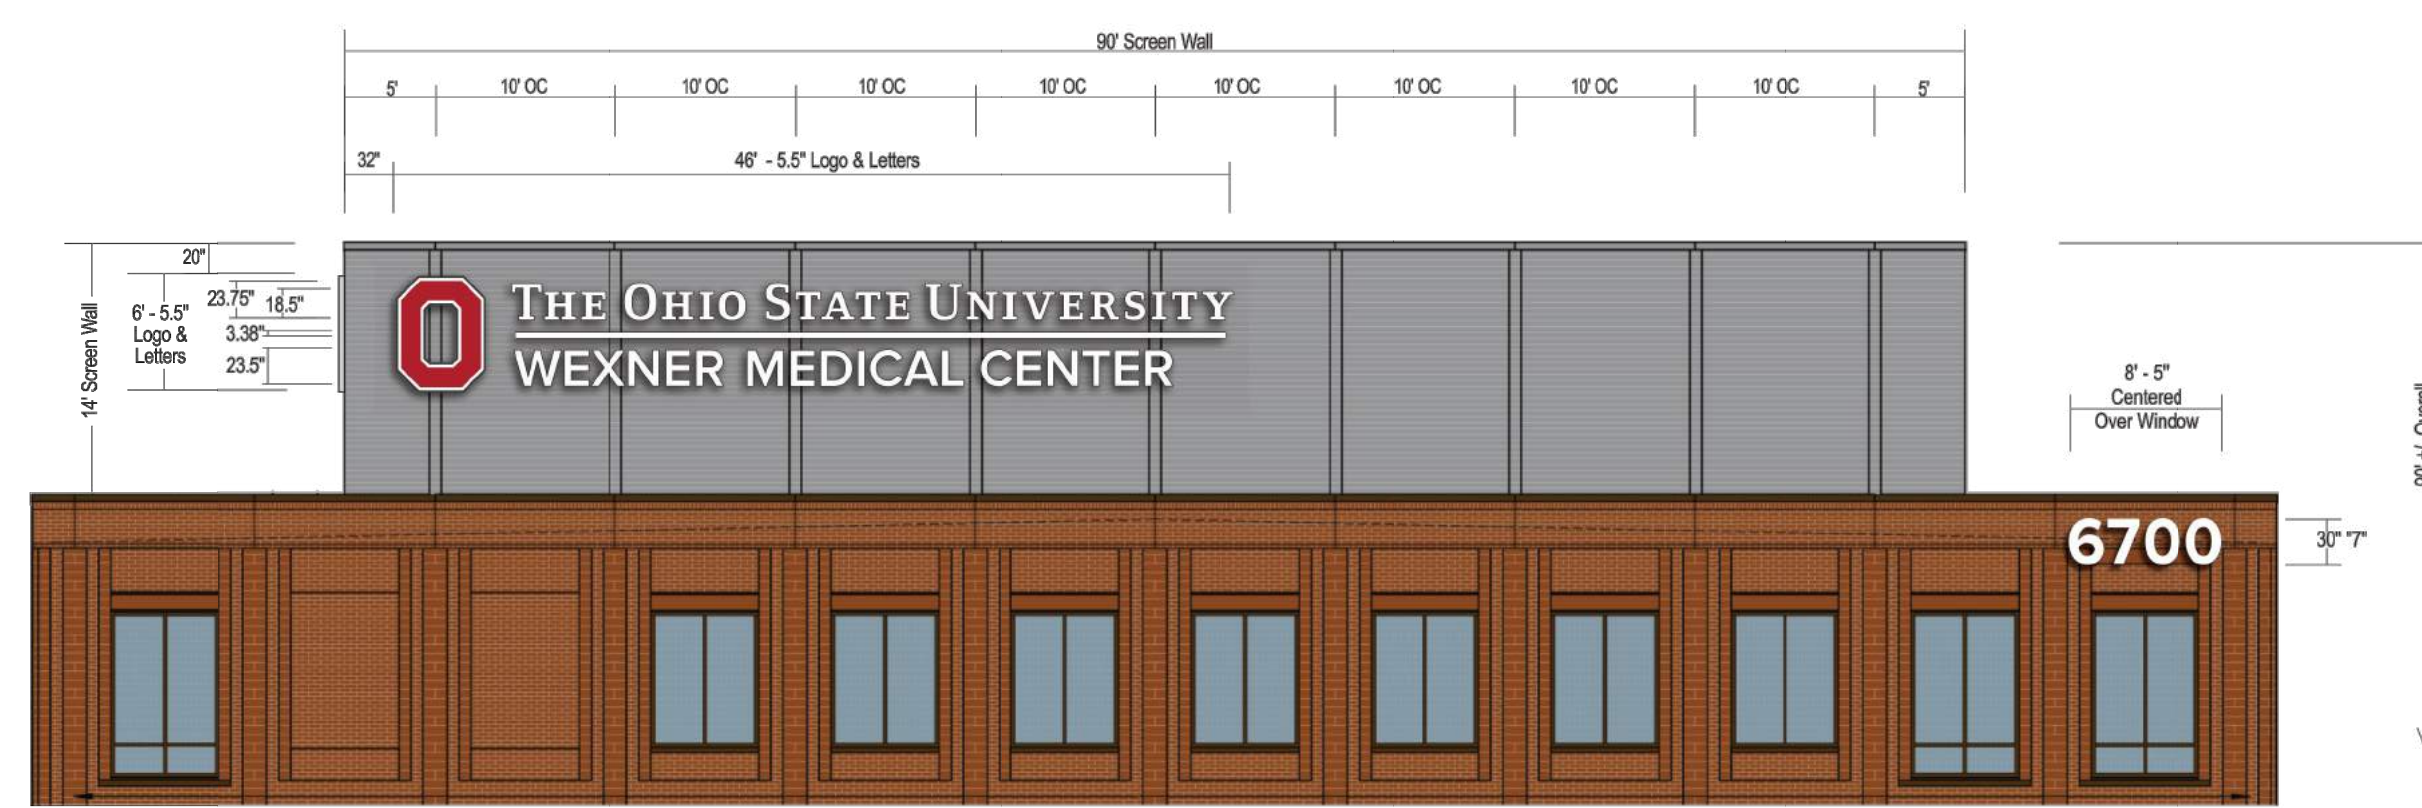 90' Screen Wall
5' 10' OC 10' OC 10' OC 10' OC 10' OC 10' OC 10' OC 10' OC 5'
32" 46' - 5.5" Logo & Letters
20"
14' Screen Wall
6' - 5.5"
Logo &
Letters
23.75" 18.5"
3.38"
23.5"
O
THE OHIO STATE UNIVERSITY
WEXNER MEDICAL CENTER
8' - 5"
Centered
Over Window
6700
30" "7"